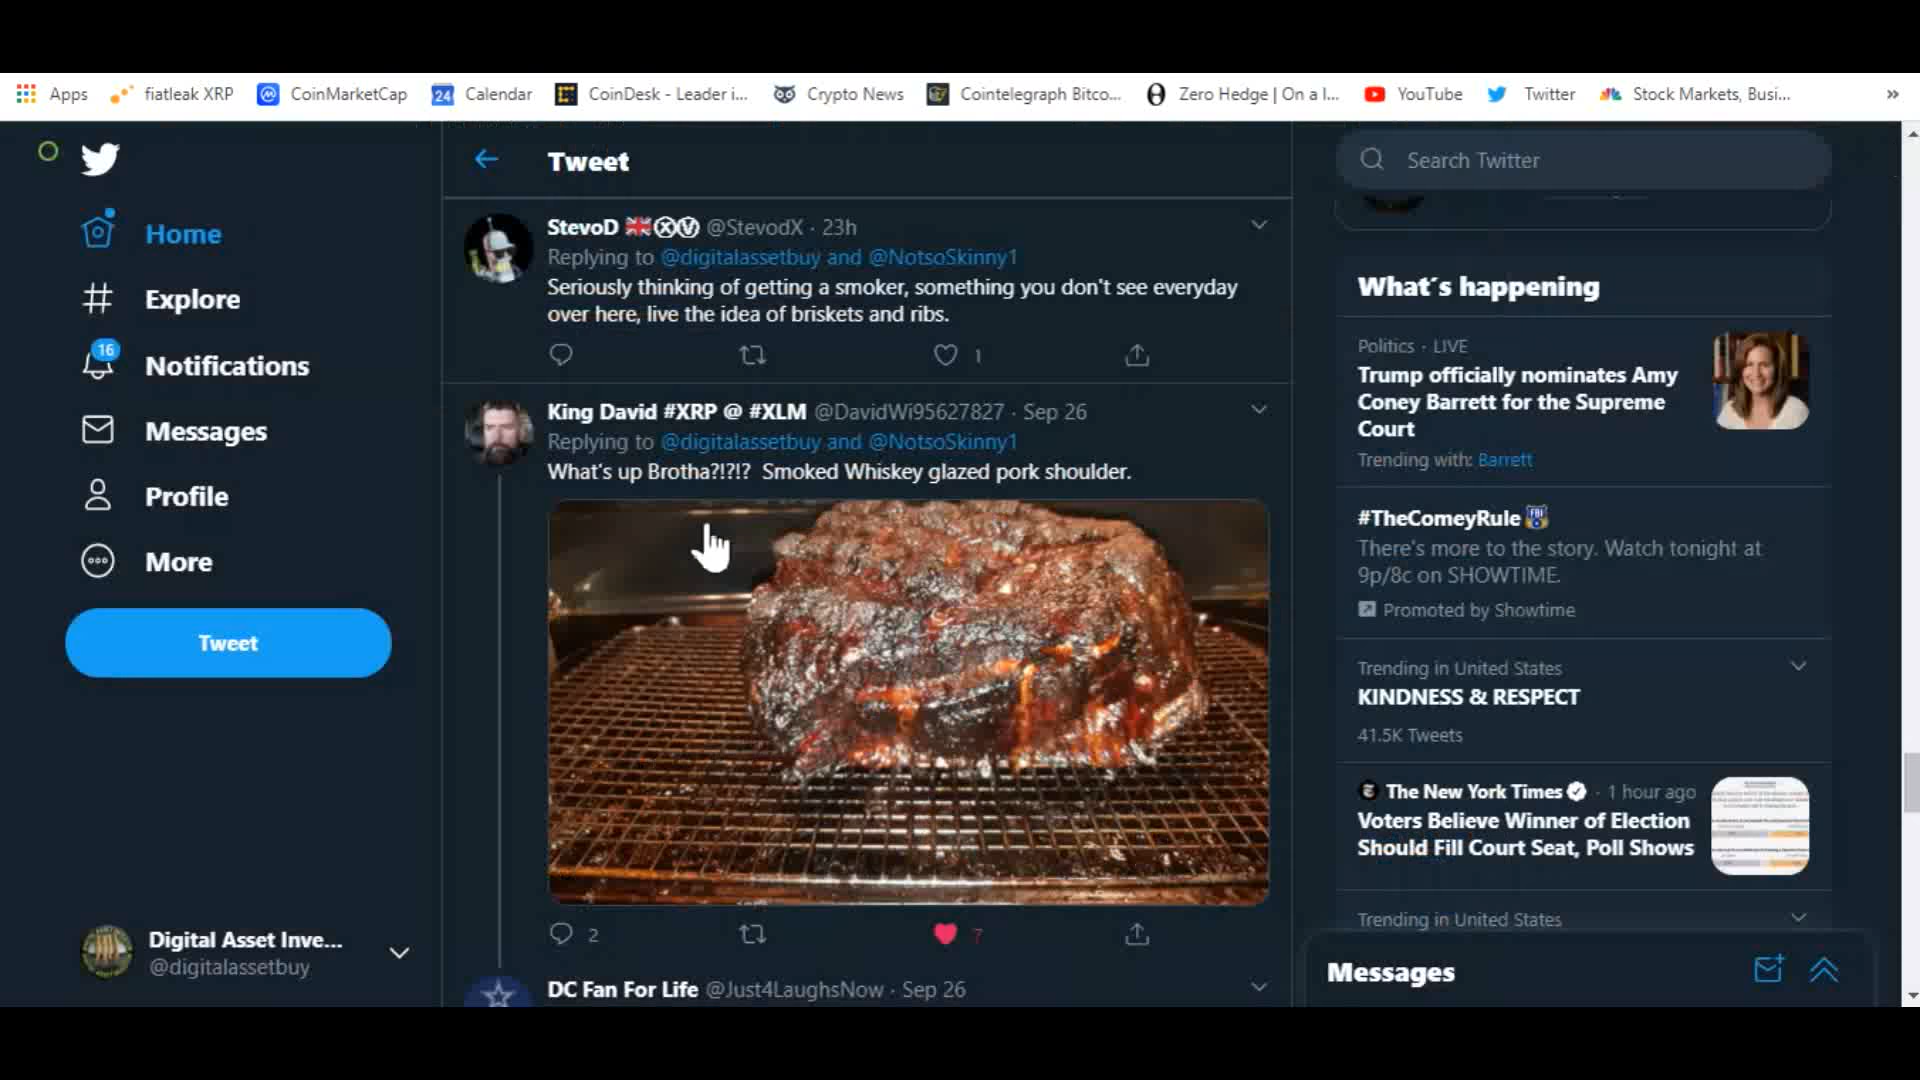 Apps fiatleak XRP CoinMarketCap 24 Calendar CoinDesk - Leader i... Crypto News Cointelegraph Bitco... Zero Hedge | On a l... YouTube Twitter Stock Markets, Busi... »
Home
Explore
16
Notifications
Messages
Profile
More
Tweet
Digital Asset Inve...
@digitalassetbuy
Tweet
StevoD 🇬🇧ⓧⓥ @StevodX · 23h
Replying to @digitalassetbuy and @NotsoSkinny1
Seriously thinking of getting a smoker, something you don't see everyday
over here, live the idea of briskets and ribs.
1
King David #XRP @ #XLM @DavidWi95627827 · Sep 26
Replying to @digitalassetbuy and @NotsoSkinny1
What's up Brotha?!?!? Smoked Whiskey glazed pork shoulder.
2 7
DC Fan For Life @Just4LaughsNow · Sep 26
Search Twitter
What's happening
Politics · LIVE
Trump officially nominates Amy
Coney Barrett for the Supreme
Court
Trending with: Barrett
#TheComeyRule
There's more to the story. Watch tonight at
9p/8c on SHOWTIME.
Promoted by Showtime
Trending in United States
KINDNESS & RESPECT
41.5K Tweets
The New York Times · 1 hour ago
Voters Believe Winner of Election
Should Fill Court Seat, Poll Shows
Trending in United States
Messages